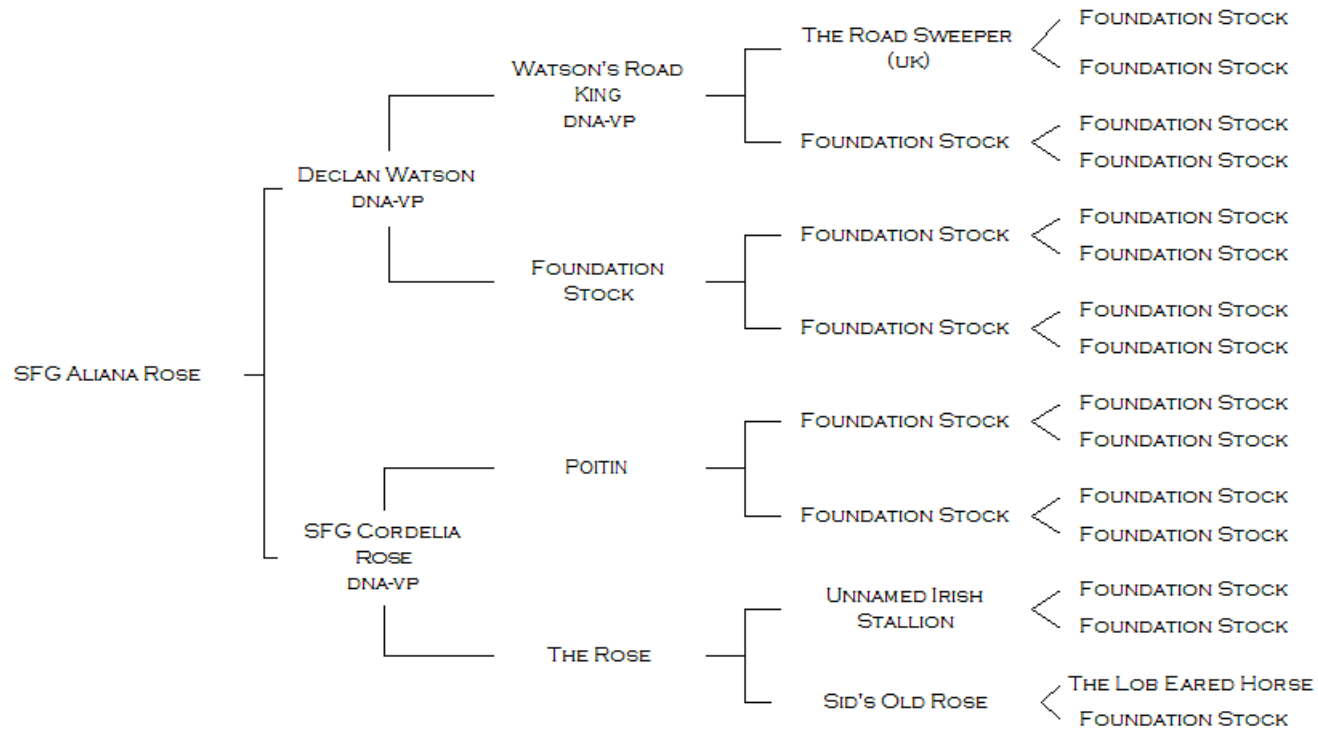 Foundation Stock
The Road Sweeper
(uk)
Foundation Stock
Watson's Road
King
dna-vp
Foundation Stock
Foundation Stock
Foundation Stock
Declan Watson
dna-vp
Foundation Stock
Foundation Stock
Foundation Stock
Foundation
Stock
Foundation Stock
Foundation Stock
Foundation Stock
SFG Aliana Rose
Foundation Stock
Foundation Stock
Foundation Stock
Poitin
Foundation Stock
Foundation Stock
Foundation Stock
SFG Cordelia
Rose
dna-vp
Foundation Stock
Unnamed Irish
Stallion
Foundation Stock
The Rose
The Lob Eared Horse
Sid's Old Rose
Foundation Stock